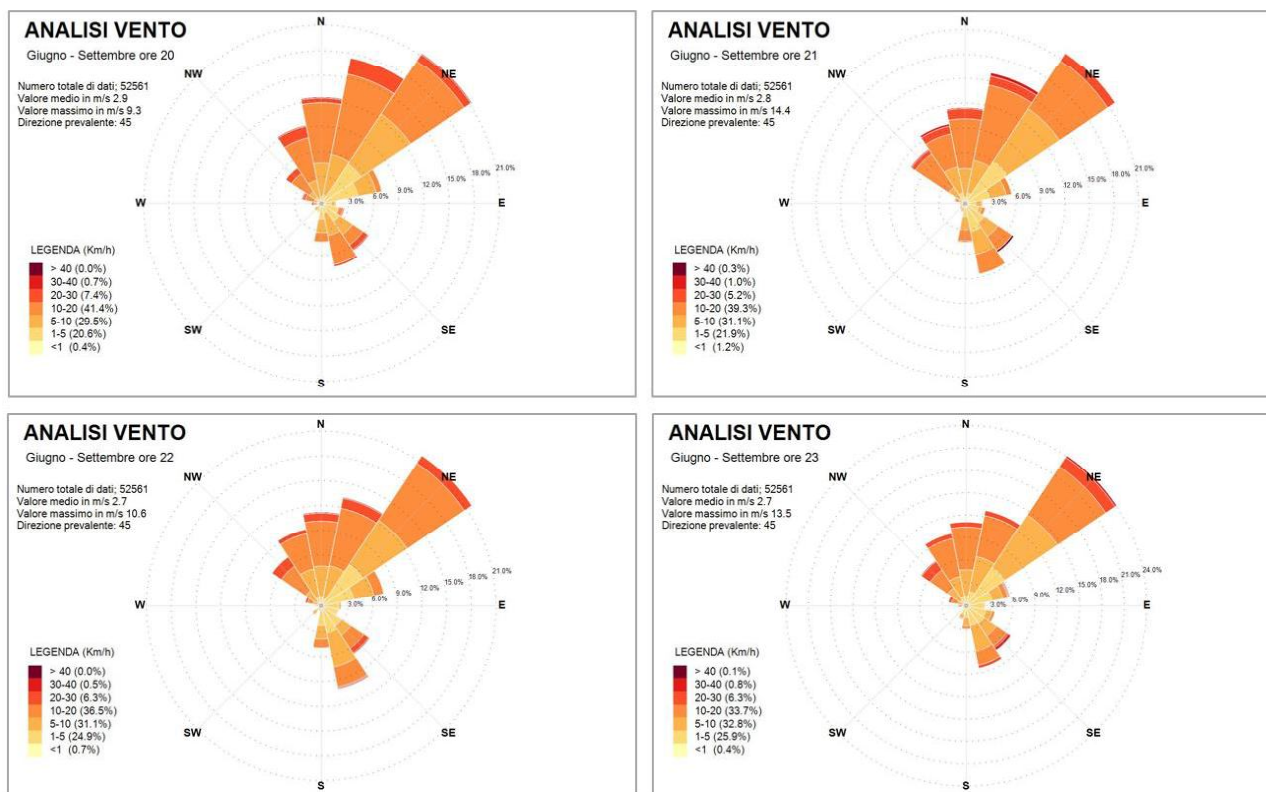 ANALISI VENTO
Giugno - Settembre ore 20
Numero totale di dati; 52561
Valore medio in m/s 2.9
Valore massimo in m/s 9.3
Direzione prevalente: 45
N
NW
NE
W
E
3.0%
6.0%
9.0%
12.0%
15.0%
18.0%
21.0%
SW
SE
S
LEGENDA (Km/h)
> 40 (0.0%)
30-40 (0.7%)
20-30 (7.4%)
10-20 (41.4%)
5-10 (29.5%)
1-5 (20.6%)
<1 (0.4%)
ANALISI VENTO
Giugno - Settembre ore 21
Numero totale di dati; 52561
Valore medio in m/s 2.8
Valore massimo in m/s 14.4
Direzione prevalente: 45
N
NW
NE
W
E
3.0%
6.0%
9.0%
12.0%
15.0%
18.0%
21.0%
SW
SE
S
LEGENDA (Km/h)
> 40 (0.3%)
30-40 (1.0%)
20-30 (5.2%)
10-20 (39.3%)
5-10 (31.1%)
1-5 (21.9%)
<1 (1.2%)
ANALISI VENTO
Giugno - Settembre ore 22
Numero totale di dati; 52561
Valore medio in m/s 2.7
Valore massimo in m/s 10.6
Direzione prevalente: 45
N
NW
NE
W
E
3.0%
6.0%
9.0%
12.0%
15.0%
18.0%
21.0%
SW
SE
S
LEGENDA (Km/h)
> 40 (0.0%)
30-40 (0.5%)
20-30 (6.3%)
10-20 (36.5%)
5-10 (31.1%)
1-5 (24.9%)
<1 (0.7%)
ANALISI VENTO
Giugno - Settembre ore 23
Numero totale di dati; 52561
Valore medio in m/s 2.7
Valore massimo in m/s 13.5
Direzione prevalente: 45
N
NW
NE
W
E
3.0%
6.0%
9.0%
12.0%
15.0%
18.0%
21.0%
24.0%
SW
SE
S
LEGENDA (Km/h)
> 40 (0.1%)
30-40 (0.8%)
20-30 (6.3%)
10-20 (33.7%)
5-10 (32.8%)
1-5 (25.9%)
<1 (0.4%)